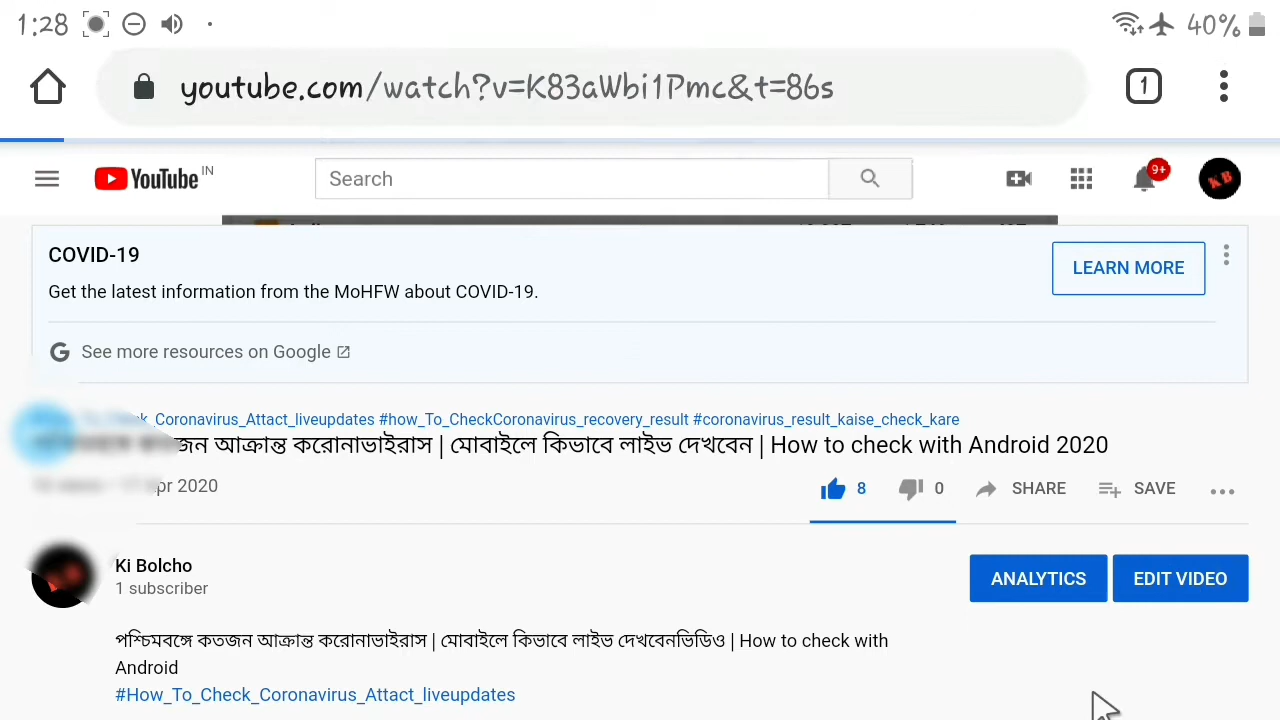 1:28 40%
youtube.com/watch?v=K83aWbi1Pmc&t=86s 1
YouTube IN Search 9+ KB
COVID-19
Get the latest information from the MoHFW about COVID-19.
LEARN MORE
G See more resources on Google
_Coronavirus_Attact_liveupdates #how_To_CheckCoronavirus_recovery_result #coronavirus_result_kaise_check_kare
আক্রান্ত করোনাভাইরাস | মোবাইলে কিভাবে লাইভ দেখবেন | How to check with Android 2020
2020 8 0 SHARE SAVE
Ki Bolcho
1 subscriber
ANALYTICS EDIT VIDEO
পশ্চিমবঙ্গে কতজন আক্রান্ত করোনাভাইরাস | মোবাইলে কিভাবে লাইভ দেখবেনভিডিও | How to check with
Android
#How_To_Check_Coronavirus_Attact_liveupdates